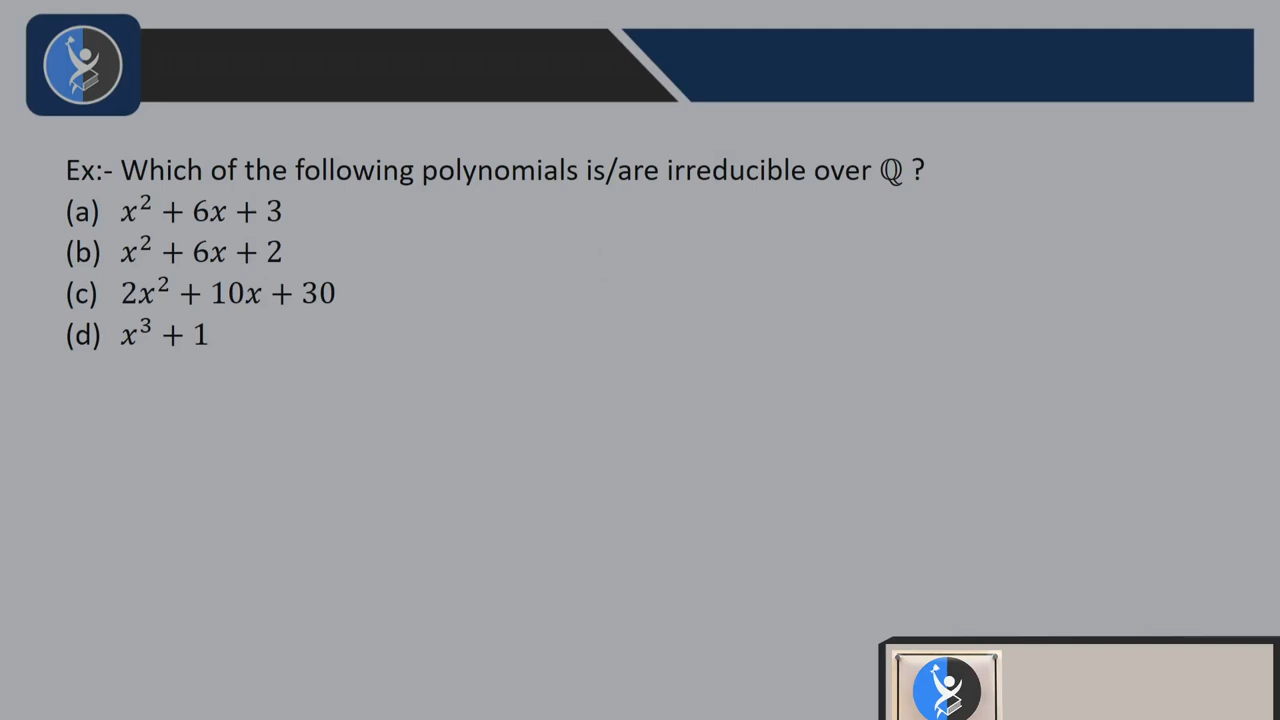 Ex:- Which of the following polynomials is/are irreducible over ℚ ?
(a) x² + 6x + 3
(b) x² + 6x + 2
(c) 2x² + 10x + 30
(d) x³ + 1